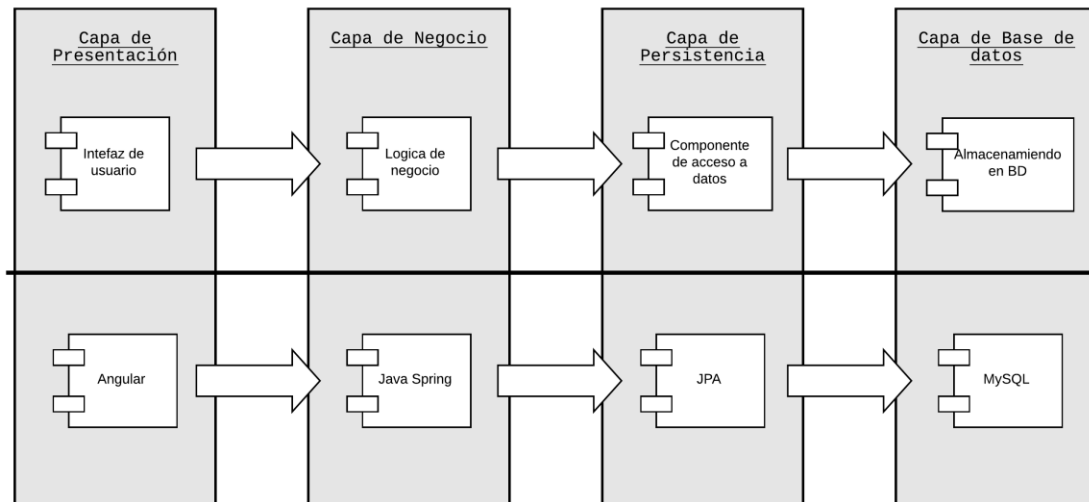 Capa de
Presentación
Capa de Negocio
Capa de
Persistencia
Capa de Base de
datos
Intefaz de
usuario
Logica de
negocio
Componente
de acceso a
datos
Almacenamiendo
en BD
Angular
Java Spring
JPA
MySQL